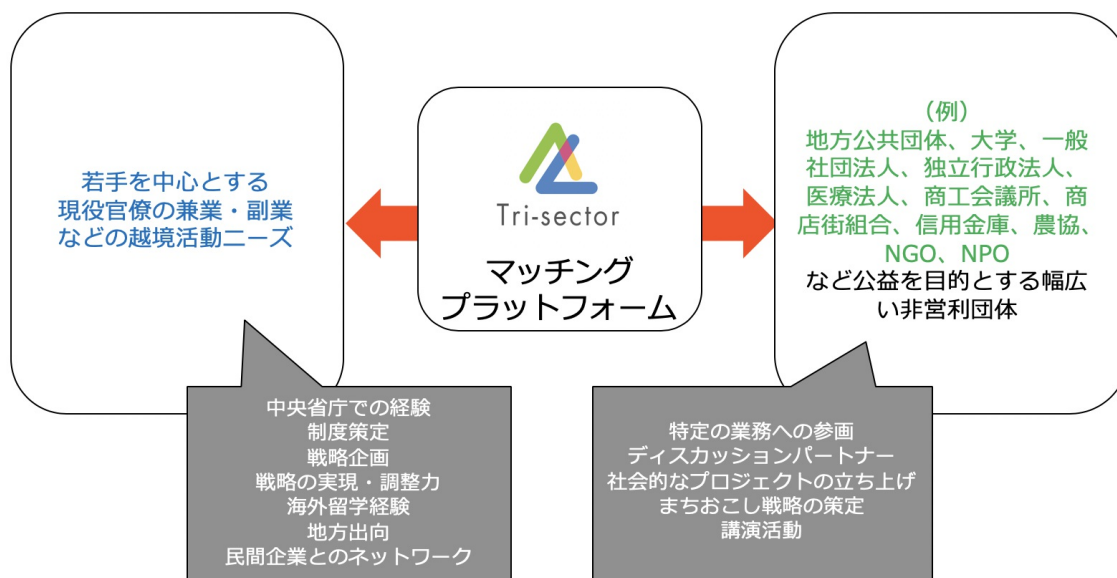 若手を中心とする
現役官僚の兼業・副業
などの越境活動ニーズ
Tri-sector
マッチング
プラットフォーム
（例）
地方公共団体、大学、一般
社団法人、独立行政法人、
医療法人、商工会議所、商
店街組合、信用金庫、農協、
NGO、NPO
など公益を目的とする幅広
い非営利団体
中央省庁での経験
制度策定
戦略企画
戦略の実現・調整力
海外留学経験
地方出向
民間企業とのネットワーク
特定の業務への参画
ディスカッションパートナー
社会的なプロジェクトの立ち上げ
まちおこし戦略の策定
講演活動